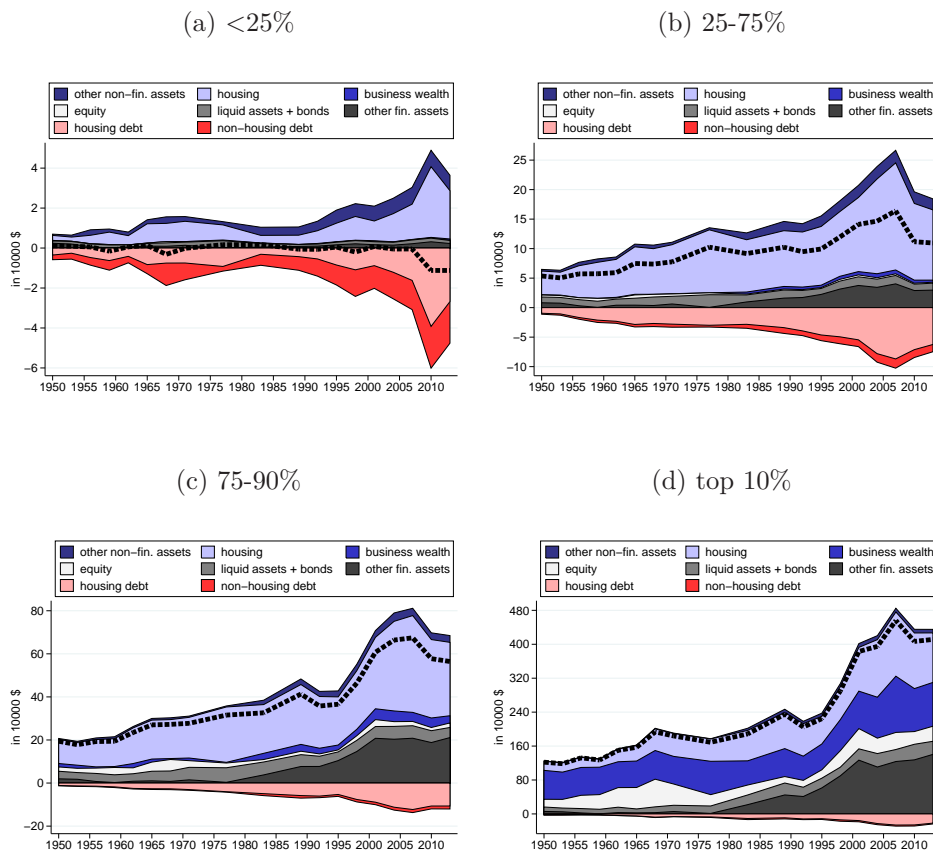 (a) <25%
(b) 25-75%
other non−fin. assets housing business wealth
equity liquid assets + bonds other fin. assets
housing debt non−housing debt
in 10000 $
4
2
0
−2
−4
−6
1950 1955 1960 1965 1970 1975 1980 1985 1990 1995 2000 2005 2010
other non−fin. assets housing business wealth
equity liquid assets + bonds other fin. assets
housing debt non−housing debt
in 10000 $
25
20
15
10
5
0
−5
−10
1950 1955 1960 1965 1970 1975 1980 1985 1990 1995 2000 2005 2010
(c) 75-90%
(d) top 10%
other non−fin. assets housing business wealth
equity liquid assets + bonds other fin. assets
housing debt non−housing debt
in 10000 $
80
60
40
20
0
−20
1950 1955 1960 1965 1970 1975 1980 1985 1990 1995 2000 2005 2010
other non−fin. assets housing business wealth
equity liquid assets + bonds other fin. assets
housing debt non−housing debt
in 10000 $
480
400
320
240
160
80
0
1950 1955 1960 1965 1970 1975 1980 1985 1990 1995 2000 2005 2010